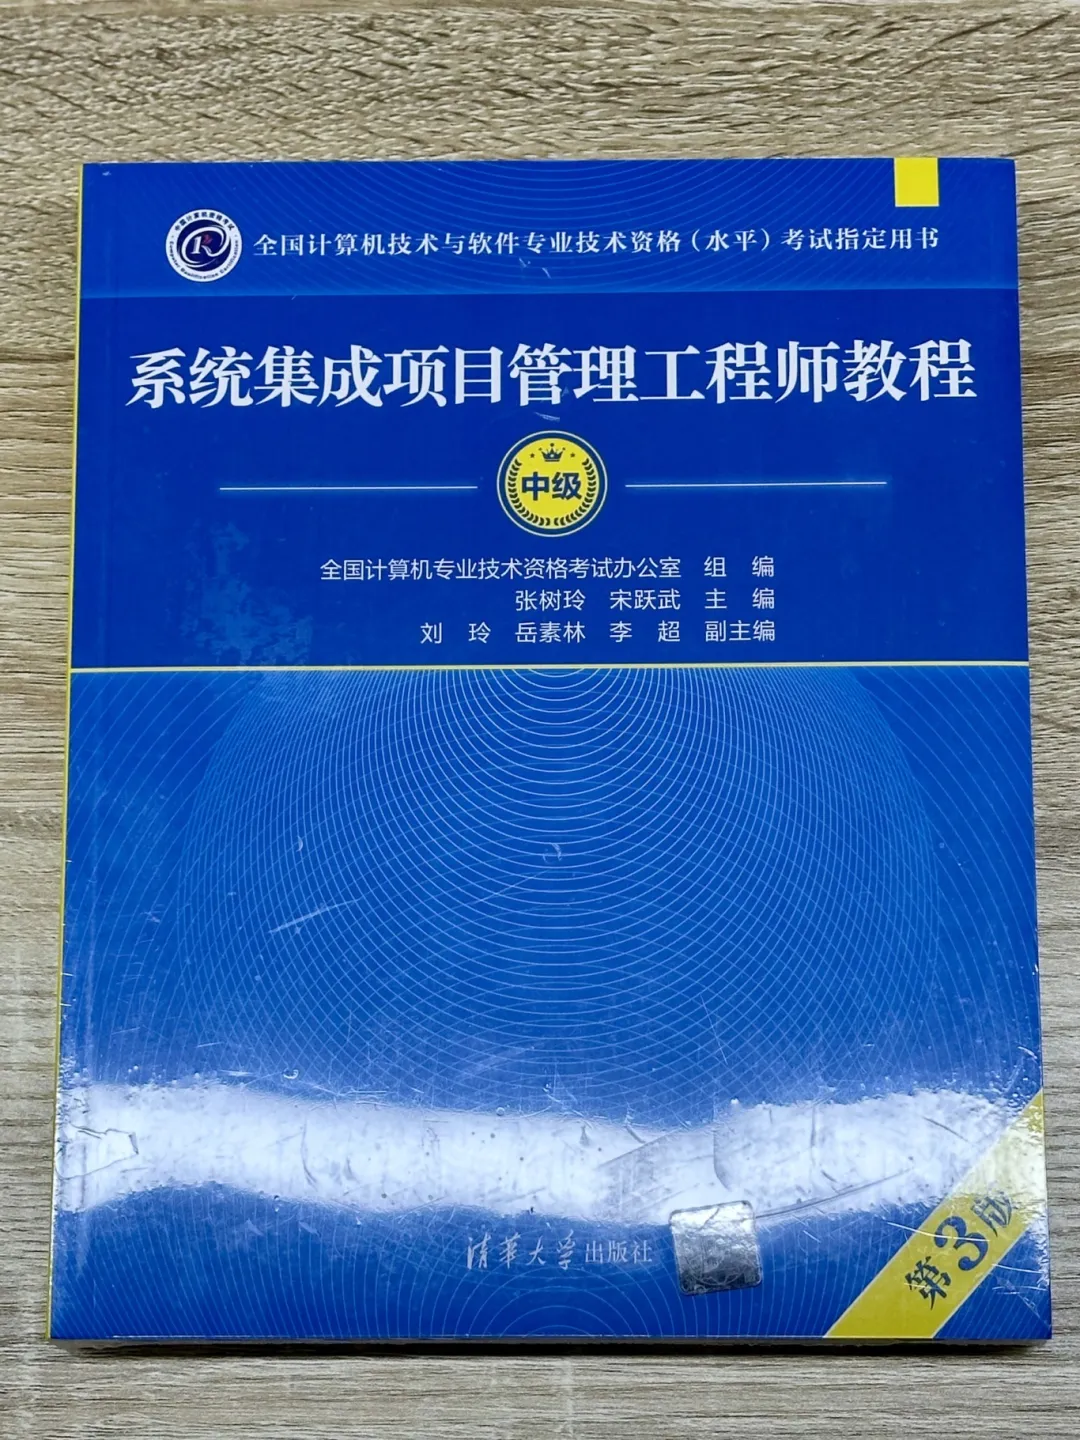 全国计算机技术与软件专业技术资格（水平）考试指定用书
系统集成项目管理工程师教程
中级
全国计算机专业技术资格考试办公室 组 编
张树玲 宋跃武 主 编
刘 玲 岳素林 李 超 副主编
清华大学出版社
第3版